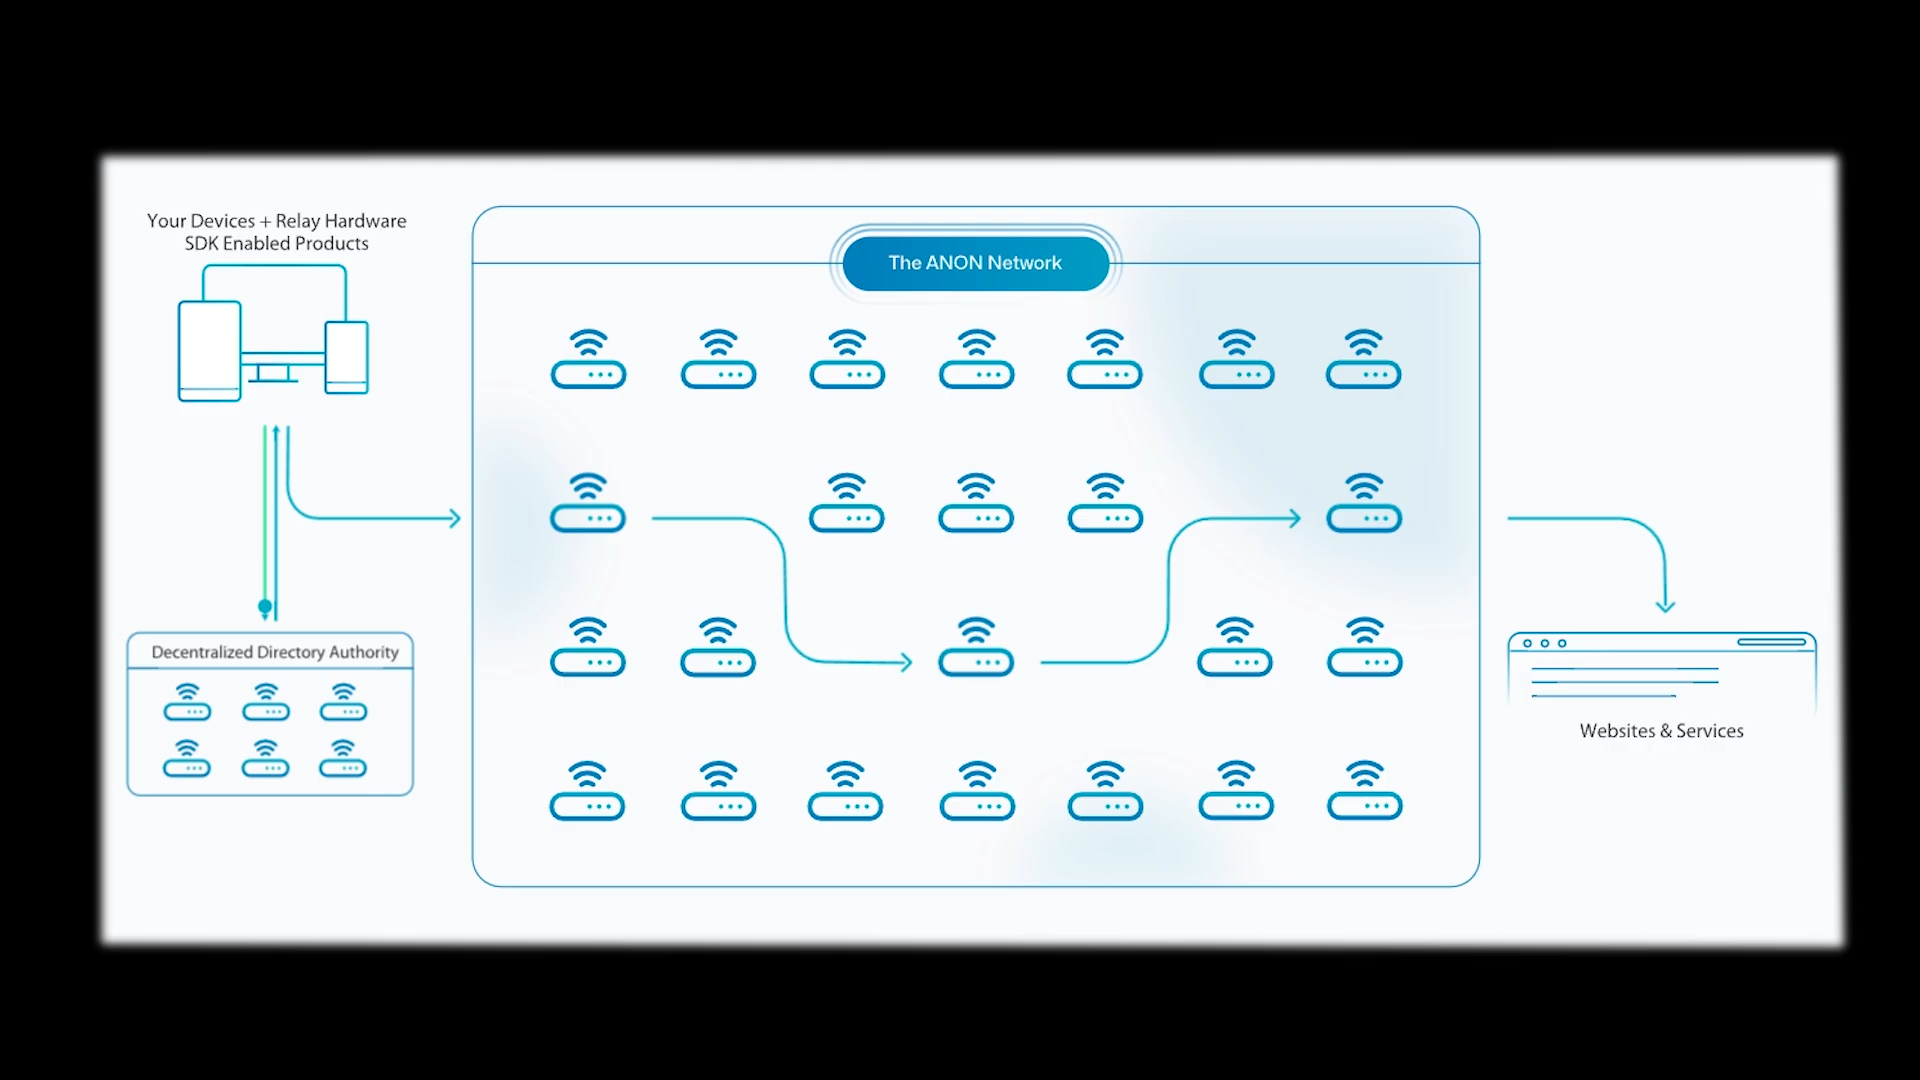 Your Devices + Relay Hardware
SDK Enabled Products
The ANON Network
Decentralized Directory Authority
Websites & Services